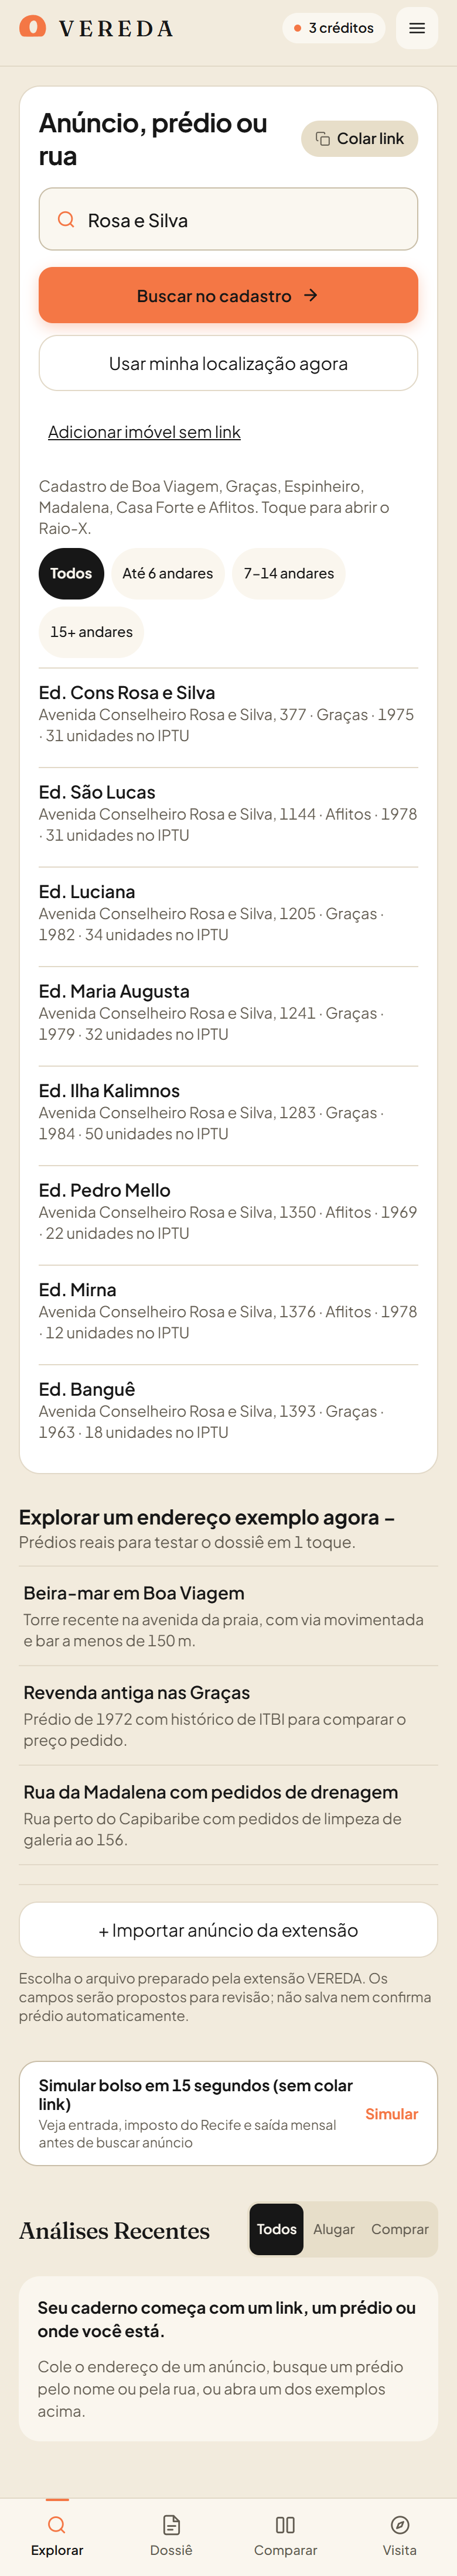 VEREDA
3 créditos
Anúncio, prédio ou
rua
Colar link
Rosa e Silva
Buscar no cadastro →
Usar minha localização agora
Adicionar imóvel sem link
Cadastro de Boa Viagem, Graças, Espinheiro,
Madalena, Casa Forte e Aflitos. Toque para abrir o
Raio-X.
Todos
Até 6 andares
7–14 andares
15+ andares
Ed. Cons Rosa e Silva
Avenida Conselheiro Rosa e Silva, 377 · Graças · 1975
· 31 unidades no IPTU
Ed. São Lucas
Avenida Conselheiro Rosa e Silva, 1144 · Aflitos · 1978
· 31 unidades no IPTU
Ed. Luciana
Avenida Conselheiro Rosa e Silva, 1205 · Graças ·
1982 · 34 unidades no IPTU
Ed. Maria Augusta
Avenida Conselheiro Rosa e Silva, 1241 · Graças ·
1979 · 32 unidades no IPTU
Ed. Ilha Kalimnos
Avenida Conselheiro Rosa e Silva, 1283 · Graças ·
1984 · 50 unidades no IPTU
Ed. Pedro Mello
Avenida Conselheiro Rosa e Silva, 1350 · Aflitos · 1969
· 22 unidades no IPTU
Ed. Mirna
Avenida Conselheiro Rosa e Silva, 1376 · Aflitos · 1978
· 12 unidades no IPTU
Ed. Banguê
Avenida Conselheiro Rosa e Silva, 1393 · Graças ·
1963 · 18 unidades no IPTU
Explorar um endereço exemplo agora –
Prédios reais para testar o dossiê em 1 toque.
Beira-mar em Boa Viagem
Torre recente na avenida da praia, com via movimentada
e bar a menos de 150 m.
Revenda antiga nas Graças
Prédio de 1972 com histórico de ITBI para comparar o
preço pedido.
Rua da Madalena com pedidos de drenagem
Rua perto do Capibaribe com pedidos de limpeza de
galeria ao 156.
+ Importar anúncio da extensão
Escolha o arquivo preparado pela extensão VEREDA. Os
campos serão propostos para revisão; não salva nem confirma
prédio automaticamente.
Simular bolso em 15 segundos (sem colar
link)
Veja entrada, imposto do Recife e saída mensal
antes de buscar anúncio
Simular
Análises Recentes
Todos
Alugar
Comprar
Seu caderno começa com um link, um prédio ou
onde você está.
Cole o endereço de um anúncio, busque um prédio
pelo nome ou pela rua, ou abra um dos exemplos
acima.
Explorar
Dossiê
Comparar
Visita